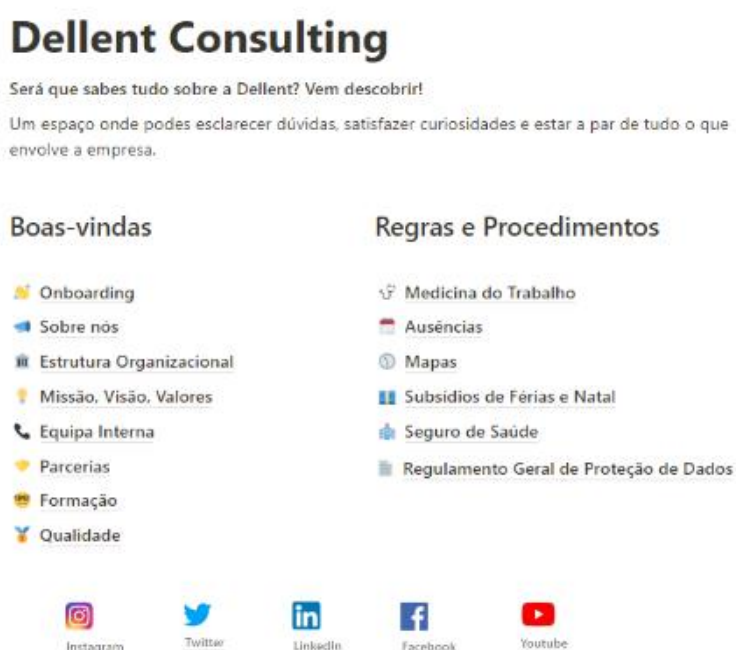 Dellent Consulting
Será que sabes tudo sobre a Dellent? Vem descobrir!
Um espaço onde podes esclarecer dúvidas, satisfazer curiosidades e estar a par de tudo o que
envolve a empresa.
Boas-vindas
Onboarding
Sobre nós
Estrutura Organizacional
Missão, Visão, Valores
Equipa Interna
Parcerias
Formação
Qualidade
Regras e Procedimentos
Medicina do Trabalho
Ausências
Mapas
Subsídios de Férias e Natal
Seguro de Saúde
Regulamento Geral de Proteção de Dados
Instagram
Twitter
LinkedIn
Facebook
Youtube